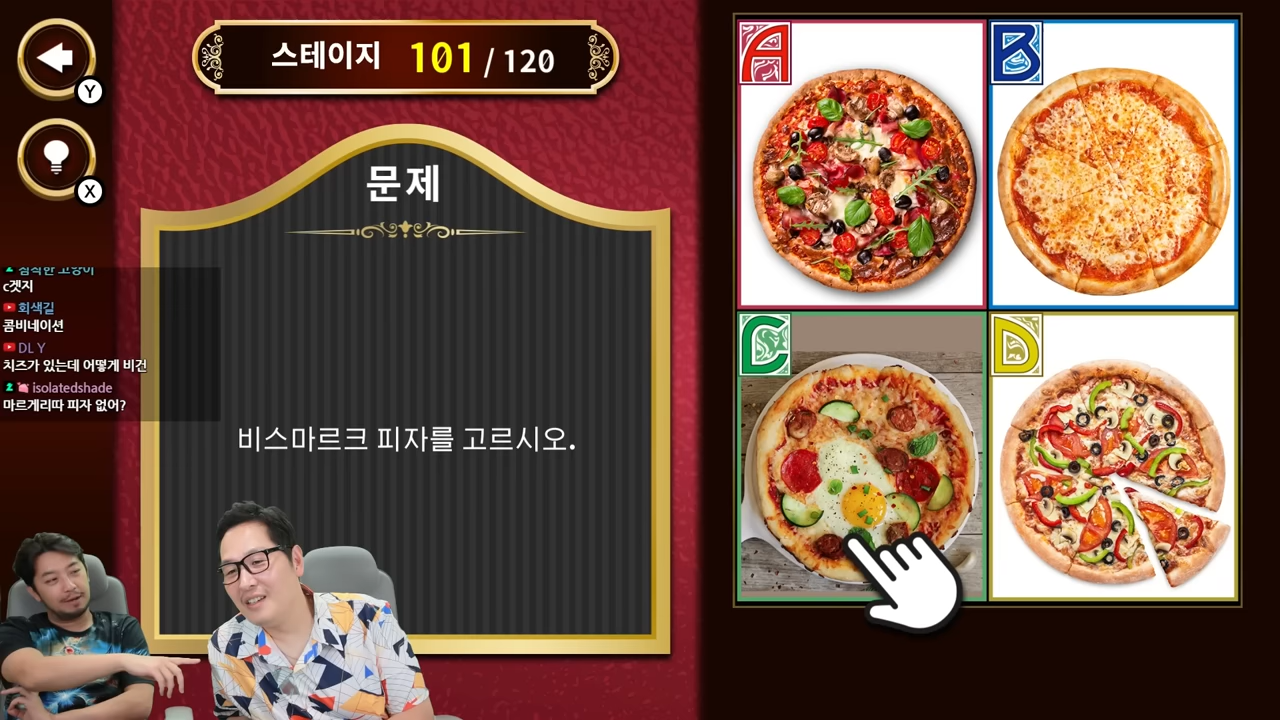 스테이지 101 / 120
Y
X
문제
비스마르크 피자를 고르시오.
A
B
C
D
c겟지
회색길
콤비네이션
DL Y
치즈가 있는데 어떻게 비건
isolatedshade
마르게리따 피자 없어?